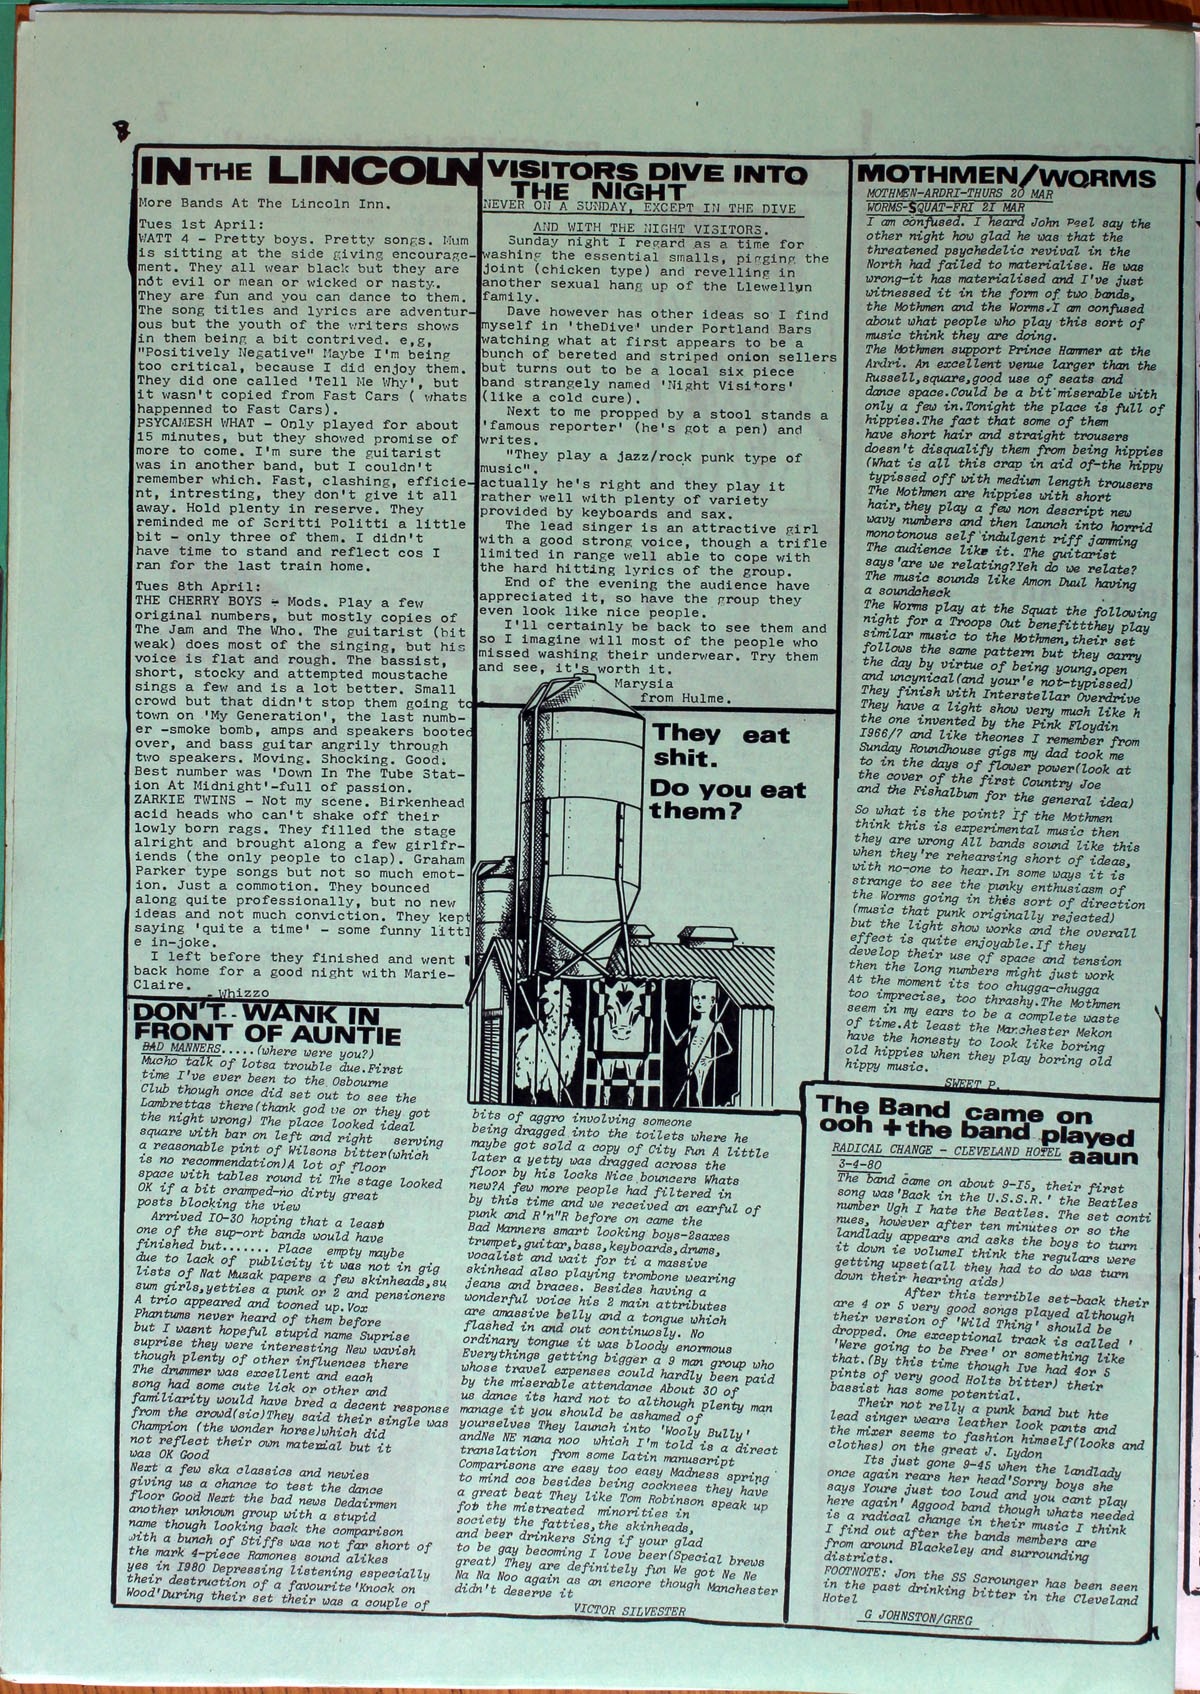 8
IN THE LINCOLN
More Bands At The Lincoln Inn.
Tues 1st April:
WATT 4 - Pretty boys. Pretty songs. Mum
is sitting at the side giving encourage-
ment. They all wear black but they are
not evil or mean or wicked or nasty.
They are fun and you can dance to them.
The song titles and lyrics are adventur-
ous but the youth of the writers shows
in them being a bit contrived. e,g,
"Positively Negative" Maybe I'm being
too critical, because I did enjoy them.
They did one called 'Tell Me Why', but
it wasn't copied from Fast Cars ( whats
happenned to Fast Cars).
PSYCAMESH WHAT - Only played for about
15 minutes, but they showed promise of
more to come. I'm sure the guitarist
was in another band, but I couldn't
remember which. Fast, clashing, efficie-
nt, intresting, they don't give it all
away. Hold plenty in reserve. They
reminded me of Scritti Politti a little
bit - only three of them. I didn't
have time to stand and reflect cos I
ran for the last train home.
Tues 8th April:
THE CHERRY BOYS - Mods. Play a few
original numbers, but mostly copies of
The Jam and The Who. The guitarist (bit
weak) does most of the singing, but his
voice is flat and rough. The bassist,
short, stocky and attempted moustache
sings a few and is a lot better. Small
crowd but that didn't stop them going to
town on 'My Generation', the last numb-
er -smoke bomb, amps and speakers booted
over, and bass guitar angrily through
two speakers. Moving. Shocking. Good.
Best number was 'Down In The Tube Stat-
ion At Midnight'-full of passion.
ZARKIE TWINS - Not my scene. Birkenhead
acid heads who can't shake off their
lowly born rags. They filled the stage
alright and brought along a few girlfr-
iends (the only people to clap). Graham
Parker type songs but not so much emot-
ion. Just a commotion. They bounced
along quite professionally, but no new
ideas and not much conviction. They kept
saying 'quite a time' - some funny littl
e in-joke.
I left before they finished and went
back home for a good night with Marie-
Claire.
Whizzo
VISITORS DIVE INTO
THE NIGHT
NEVER ON A SUNDAY, EXCEPT IN THE DIVE
AND WITH THE NIGHT VISITORS.
Sunday night I regard as a time for
washing the essential smalls, pigging the
joint (chicken type) and revelling in
another sexual hang up of the Llewellyn
family.
Dave however has other ideas so I find
myself in 'theDive' under Portland Bars
watching what at first appears to be a
bunch of bereted and striped onion sellers
but turns out to be a local six piece
band strangely named 'Night Visitors'
(like a cold cure).
Next to me propped by a stool stands a
'famous reporter' (he's got a pen) and
writes.
"They play a jazz/rock punk type of
music".
actually he's right and they play it
rather well with plenty of variety
provided by keyboards and sax.
The lead singer is an attractive girl
with a good strong voice, though a trifle
limited in range well able to cope with
the hard hitting lyrics of the group.
End of the evening the audience have
appreciated it, so have the group they
even look like nice people.
I'll certainly be back to see them and
so I imagine will most of the people who
missed washing their underwear. Try them
and see, it's worth it.
Marysia
from Hulme.
They eat
shit.
Do you eat
them?
MOTHMEN/WORMS
MOTHMEN-ARDRI-THURS 20 MAR
WORMS-SQUAT-FRI 21 MAR
I am confused. I heard John Peel say the
other night how glad he was that the
threatened psychedelic revival in the
North had failed to materialise. He was
wrong-it has materialised and I've just
witnessed it in the form of two bands,
the Mothmen and the Worms.I am confused
about what people who play this sort of
music think they are doing.
The Mothmen support Prince Hammer at the
Ardri. An excellent venue larger than the
Russell,square,good use of seats and
dance space.Could be a bit miserable with
only a few in.Tonight the place is full of
hippies.The fact that some of them
have short hair and straight trousers
doesn't disqualify them from being hippies
(What is all this crap in aid of-the hippy
typissed off with medium length trousers
The Mothmen are hippies with short
hair,they play a few non descript new
wavy numbers and then launch into horrid
monotonous self indulgent riff jamming
The audience like it. The guitarist
says'are we relating?Yeh do we relate?
The music sounds like Amon Duul having
a soundcheck
The Worms play at the Squat the following
night for a Troops Out benefittthey play
similar music to the Mothmen,their set
follows the same pattern but they carry
the day by virtue of being young,open
and uncynical(and your'e not-typissed)
They finish with Interstellar Overdrive
They have a light show very much like h
the one invented by the Pink Floydin
1966/7 and like theones I remember from
Sunday Roundhouse gigs my dad took me
to in the days of flower power(look at
the cover of the first Country Joe
and the Fishalbum for the general idea)
So what is the point? If the Mothmen
think this is experimental music then
they are wrong All bands sound like this
when they're rehearsing short of ideas,
with no-one to hear.In some ways it is
strange to see the punky enthusiasm of
the Worms going in thès sort of direction
(music that punk originally rejected)
but the light show works and the overall
effect is quite enjoyable.If they
develop their use of space and tension
then the long numbers might just work
At the moment its too chugga-chugga
too imprecise, too thrashy.The Mothmen
seem in my ears to be a complete waste
of time.At least the Manchester Mekon
have the honesty to look like boring
old hippies when they play boring old
hippy music.
SWEET P.
DON'T WANK IN
FRONT OF AUNTIE
BAD MANNERS.....(where were you?)
Mucho talk of lotsa trouble due.First
time I've ever been to the Osbourne
Club though once did set out to see the
Lambrettas there(thank god we or they got
the night wrong) The place looked ideal
square with bar on left and right serving
a reasonable pint of Wilsons bitter(which
is no recommendation)A lot of floor
space with tables round ti The stage looked
OK if a bit cramped-no dirty great
posts blocking the view
Arrived IO-30 hoping that a least
one of the sup-ort bands would have
finished but....... Place empty maybe
due to lack of publicity it was not in gig
lists of Nat Muzak papers a few skinheads,su
sum girls,yetties a punk or 2 and pensioners
A trio appeared and tooned up.Vox
Phantums never heard of them before
but I wasnt hopeful stupid name Suprise
suprise they were interesting New wavish
though plenty of other influences there
The drummer was excellent and each
song had some cute lick or other and
familiarity would have bred a decent response
from the crowd(sic)They said their single was
Champion (the wonder horse)which did
not reflect their own material but it
was OK Good
Next a few ska classics and newies
giving us a chance to test the dance
floor Good Next the bad news Dedairmen
another unknown group with a stupid
name though looking back the comparison
with a bunch of Stiffs was not far short of
the mark 4-piece Ramones sound alikes
yes in 1980 Depressing listening especially
their destruction of a favourite'Knock on
Wood'During their set their was a couple of
bits of aggro involving someone
being dragged into the toilets where he
maybe got sold a copy of City Fun A little
later a yetty was dragged across the
floor by his locks Nice bouncers Whats
new?A few more people had filtered in
by this time and we received an earful of
punk and R'n"R before on came the
Bad Manners smart looking boys-2saxes
trumpet,guitar,bass,keyboards,drums,
vocalist and wait for ti a massive
skinhead also playing trombone wearing
jeans and braces. Besides having a
wonderful voice his 2 main attributes
are amassive belly and a tongue which
flashed in and out continuosly. No
ordinary tongue it was bloody enormous
Everythings getting bigger a 9 man group who
whose travel expenses could hardly been paid
by the miserable attendance About 30 of
us dance its hard not to although plenty man
manage it you should be ashamed of
yourselves They launch into 'Wooly Bully'
andNe NE nana noo which I'm told is a direct
translation from some Latin manuscript
Comparisons are easy too easy Madness spring
to mind cos besides being cocknees they have
a great beat They like Tom Robinson speak up
fob the mistreated minorities in
society the fatties,the skinheads,
and beer drinkers Sing if your glad
to be gay becoming I love beer(Special brews
great) They are definitely fun We got Ne Ne
Na Na Noo again as an encore though Manchester
didn't deserve it
VICTOR SILVESTER
The Band came on
ooh + the band played
aaun
RADICAL CHANGE - CLEVELAND HOTEL
3-4-80
The band came on about 9-15, their first
song was'Back in the U.S.S.R.' the Beatles
number Ugh I hate the Beatles. The set conti
nues, however after ten minutes or so the
landlady appears and asks the boys to turn
it down ie volumeI think the regulars were
getting upset(all they had to do was turn
down their hearing aids)
After this terrible set-back their
are 4 or 5 very good songs played although
their version of 'Wild Thing' should be
dropped. One exceptional track is called '
'Were going to be Free' or something like
that.(By this time though Ive had 4or 5
pints of very good Holts bitter) their
bassist has some potential.
Their not relly a punk band but hte
lead singer wears leather look pants and
the mixer seems to fashion himself(looks and
clothes) on the great J. Lydon
Its just gone 9-45 when the landlady
once again rears her head'Sorry boys she
says Youre just too loud and you cant play
here again' Aggood band though whats needed
is a radical change in their music I think
I find out after the bands members are
from around Blackeley and surrounding
districts.
FOOTNOTE: Jon the SS Scrounger has been seen
in the past drinking bitter in the Cleveland
Hotel
G JOHNSTON/GREG